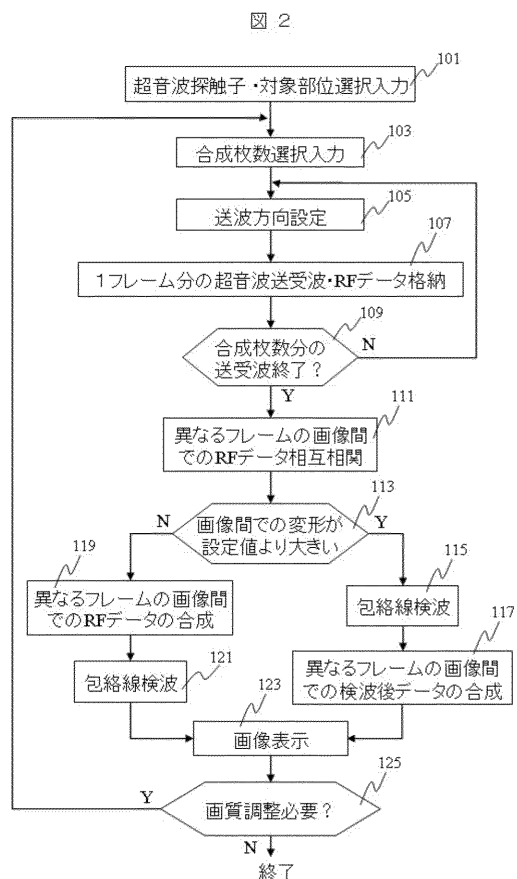 図 2
101
超音波探触子・対象部位選択入力
103
合成枚数選択入力
105
送波方向設定
107
1フレーム分の超音波送受波・RFデータ格納
109
合成枚数分の
送受波終了？
N
Y
111
異なるフレームの画像間
でのRFデータ相互相関
113
N
画像間での変形が
設定値より大きい
Y
119
異なるフレームの画像間
でのRFデータの合成
115
包絡線検波
121
包絡線検波
117
異なるフレームの画像間
での検波後データの合成
123
画像表示
125
Y
画質調整必要？
N
終了